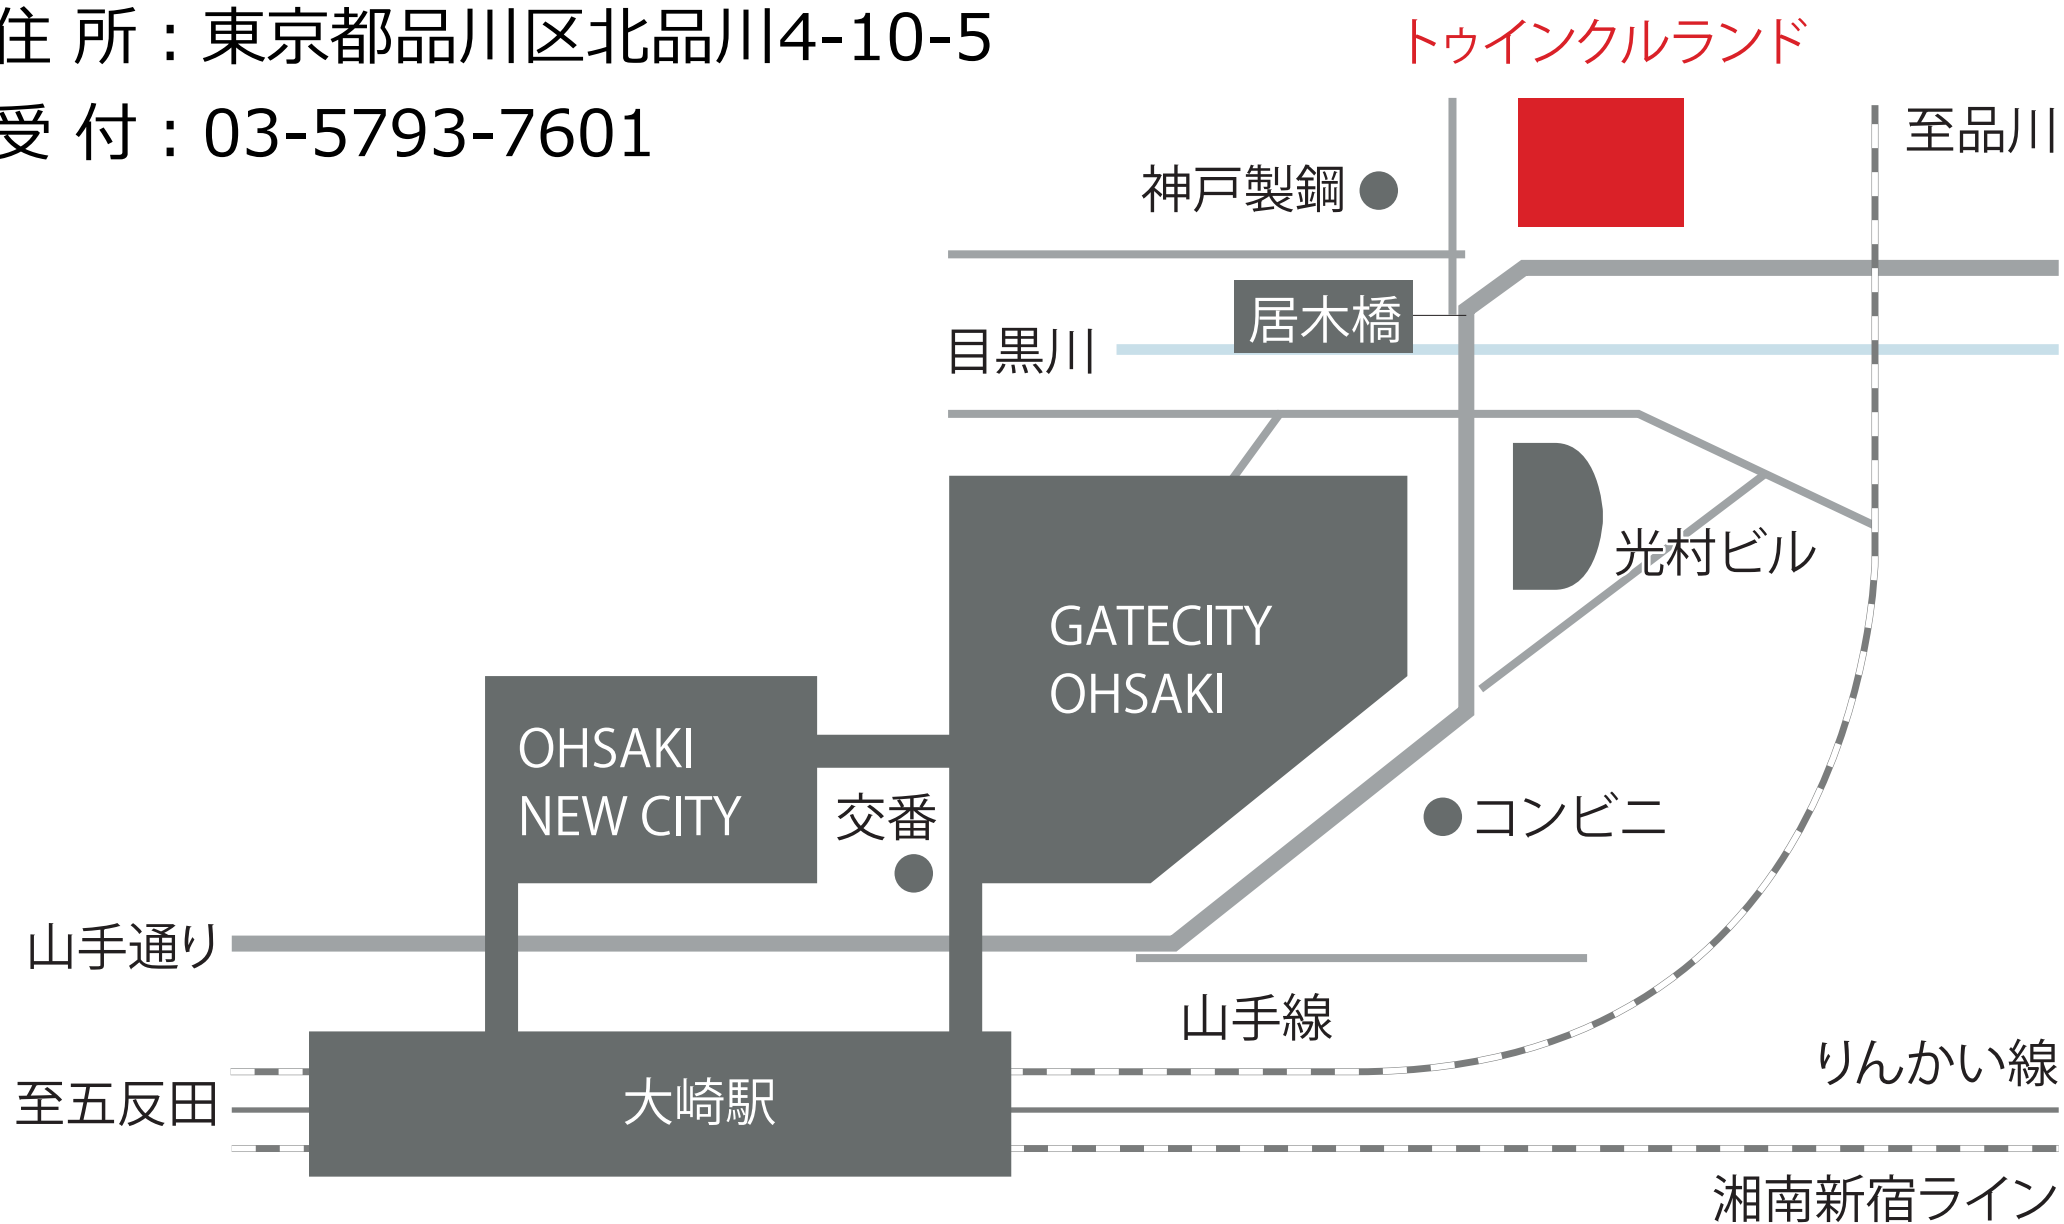 住 所：東京都品川区北品川4-10-5
受 付：03-5793-7601
トゥインクルランド
至品川
神戸製鋼
居木橋
目黒川
光村ビル
GATECITY
OHSAKI
OHSAKI
NEW CITY
交番
コンビニ
山手通り
山手線
りんかい線
至五反田
大崎駅
湘南新宿ライン